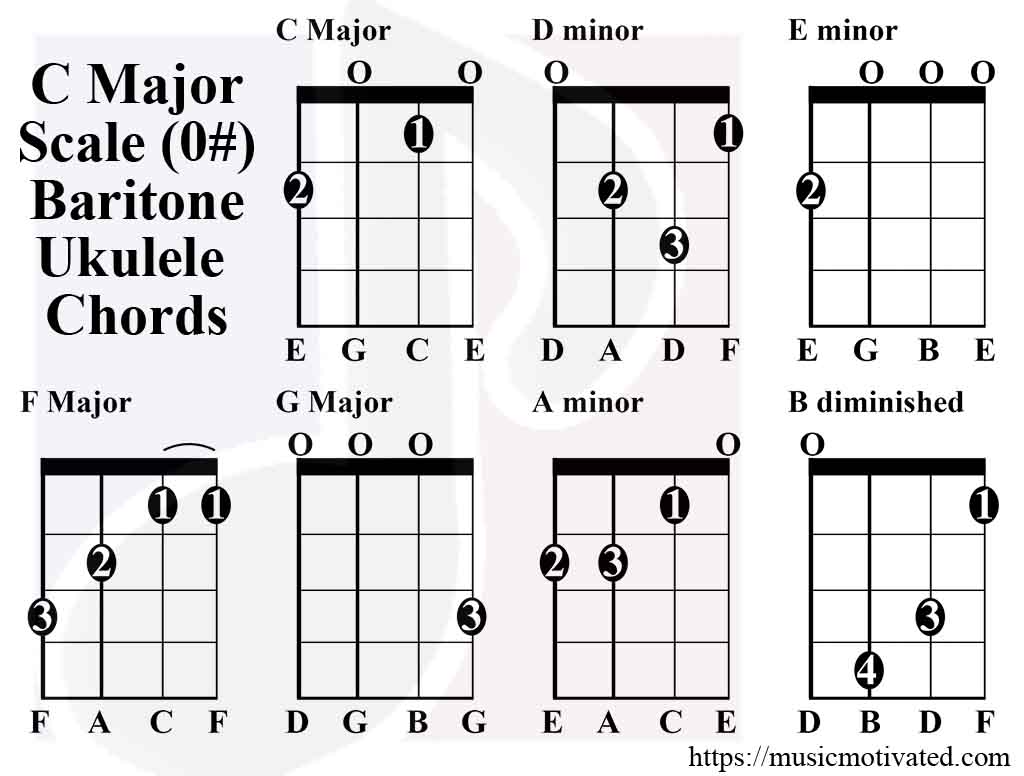 C Major
Scale (0#)
Baritone
Ukulele
Chords
C Major
O O
1
2
E G C E
D minor
O
1
2
3
D A D F
E minor
O O O
2
E G B E
F Major
1 1
2
3
F A C F
G Major
O O O
3
D G B G
A minor
O
1
2 3
E A C E
B diminished
O
1
3
4
D B D F
https://musicmotivated.com